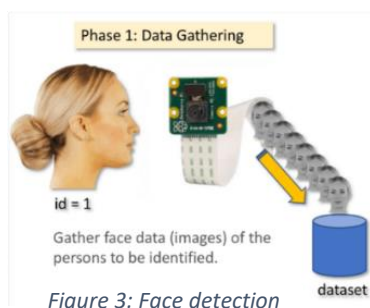 Phase 1: Data Gathering
id = 1
Gather face data (images) of the
persons to be identified.
dataset
Figure 3: Face detection